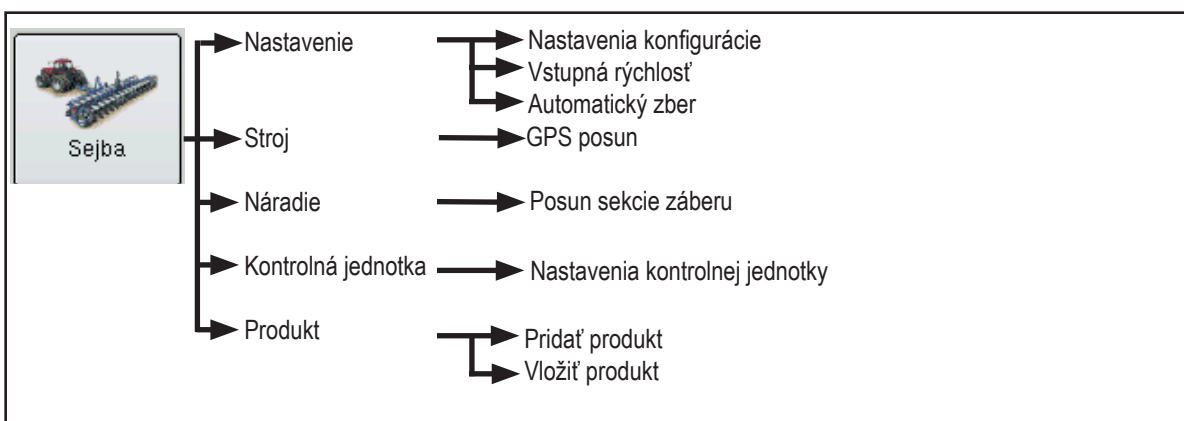 Sejba
Nastavenie
Nastavenia konfigurácie
Vstupná rýchlosť
Automatický zber
Stroj
GPS posun
Náradie
Posun sekcie záberu
Kontrolná jednotka
Nastavenia kontrolnej jednotky
Produkt
Pridať produkt
Vložiť produkt